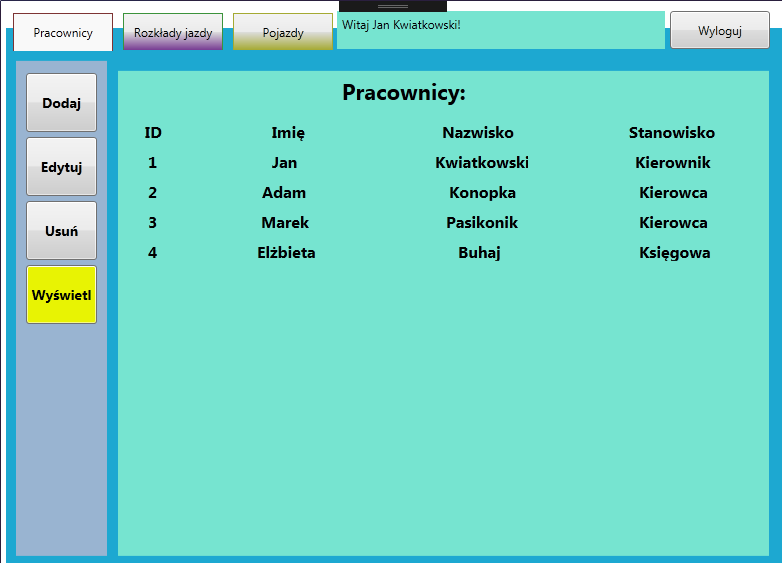 Pracownicy Rozkłady jazdy Pojazdy Witaj Jan Kwiatkowski! Wyloguj
Dodaj
Edytuj
Usuń
Wyświetl
Pracownicy:
ID Imię Nazwisko Stanowisko
1 Jan Kwiatkowski Kierownik
2 Adam Konopka Kierowca
3 Marek Pasikonik Kierowca
4 Elżbieta Buhaj Księgowa